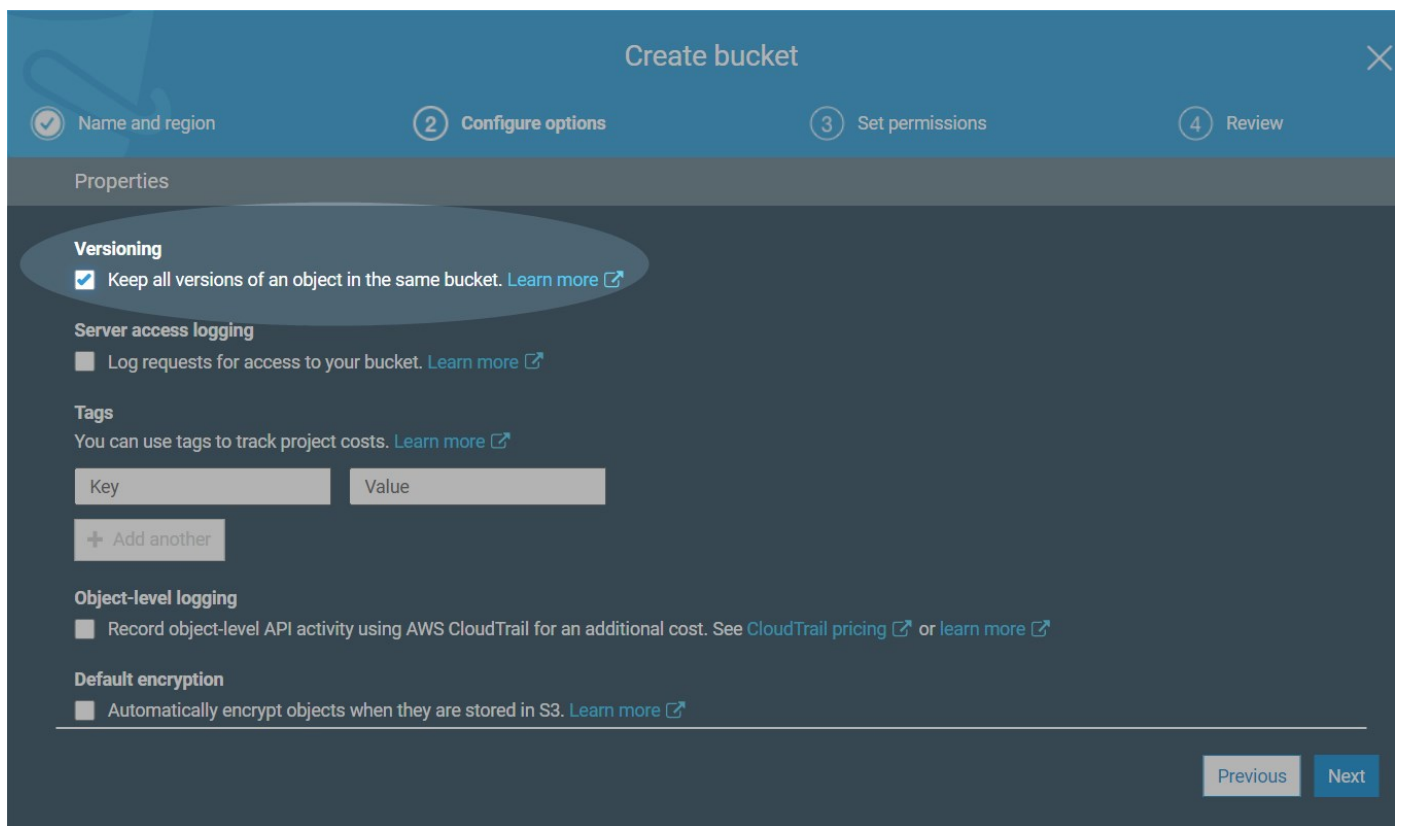 Create bucket
Name and region
2 Configure options
3 Set permissions
4 Review
Properties
Versioning
Keep all versions of an object in the same bucket. Learn more
Server access logging
Log requests for access to your bucket. Learn more
Tags
You can use tags to track project costs. Learn more
Key Value
+ Add another
Object-level logging
Record object-level API activity using AWS CloudTrail for an additional cost. See CloudTrail pricing or learn more
Default encryption
Automatically encrypt objects when they are stored in S3. Learn more
Previous Next